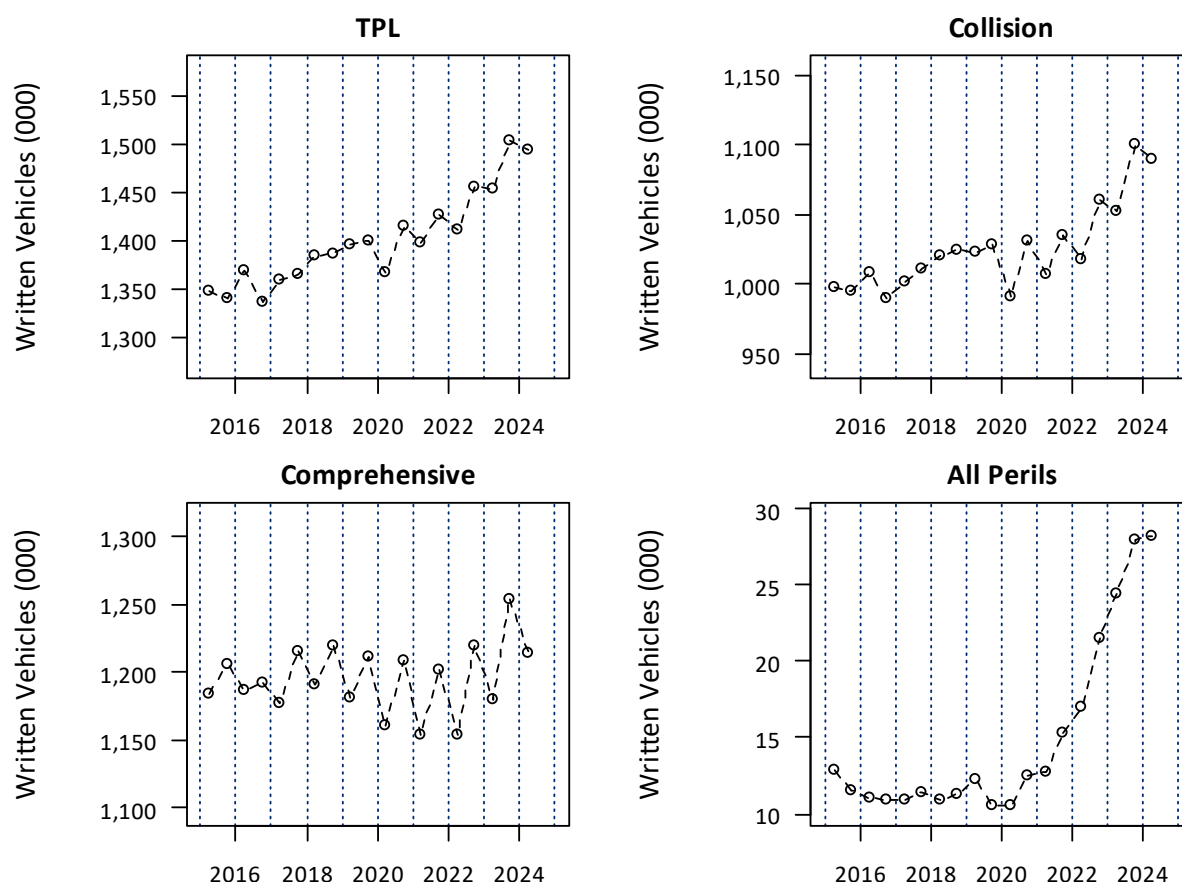 TPL
Written Vehicles (000)
1,550
1,500
1,450
1,400
1,350
1,300
2016 2018 2020 2022 2024
Collision
Written Vehicles (000)
1,150
1,100
1,050
1,000
950
2016 2018 2020 2022 2024
Comprehensive
Written Vehicles (000)
1,300
1,250
1,200
1,150
1,100
2016 2018 2020 2022 2024
All Perils
Written Vehicles (000)
30
25
20
15
10
2016 2018 2020 2022 2024